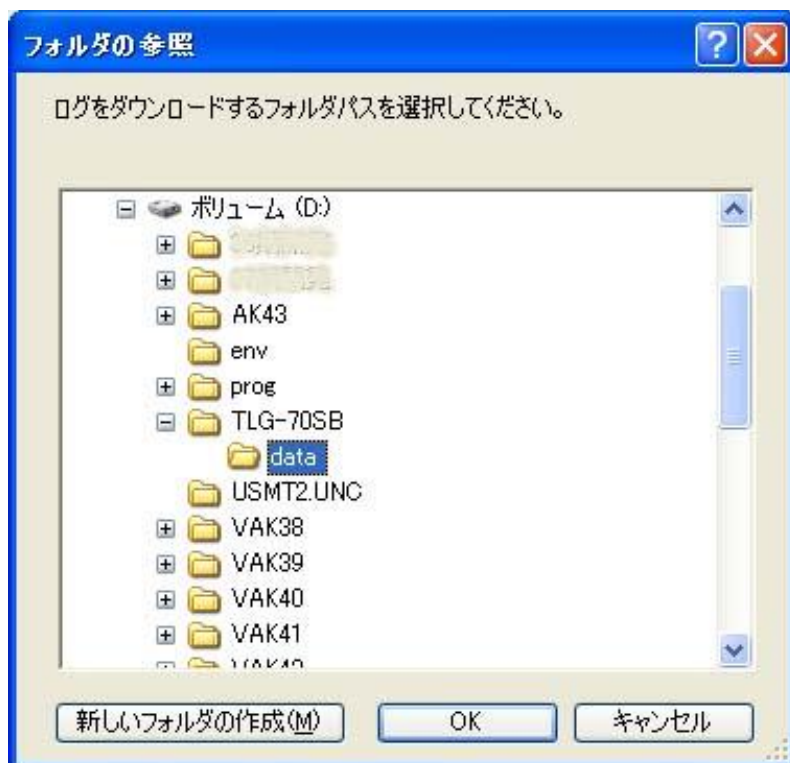 フォルダの参照
ログをダウンロードするフォルダパスを選択してください。
ボリューム (D:)
AK43
env
prog
TLG-70SB
data
USMT2.UNC
VAK38
VAK39
VAK40
VAK41
新しいフォルダの作成(M)
OK
キャンセル